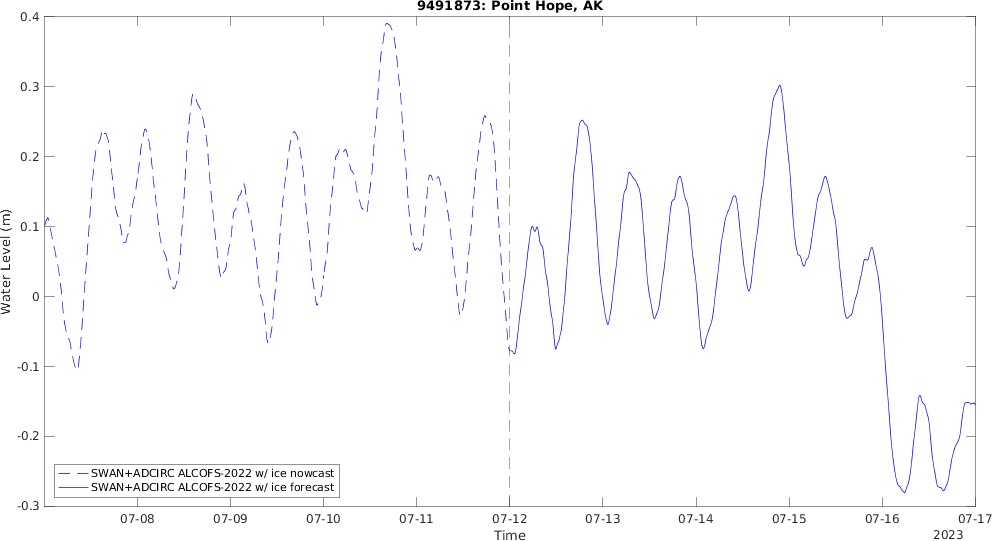 9491873: Point Hope, AK
0.4
0.3
0.2
0.1
0
-0.1
-0.2
-0.3
Water Level (m)
SWAN+ADCIRC ALCOFS-2022 w/ ice nowcast
SWAN+ADCIRC ALCOFS-2022 w/ ice forecast
07-08 07-09 07-10 07-11 07-12 07-13 07-14 07-15 07-16 07-17
Time
2023